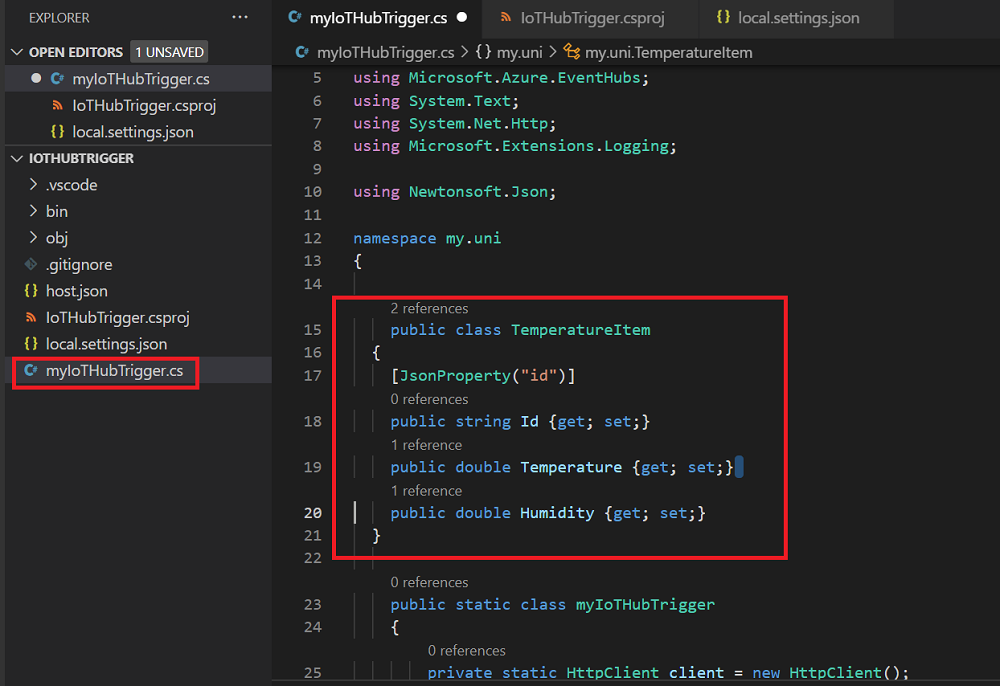 EXPLORER
OPEN EDITORS 1 UNSAVED
myIoTHubTrigger.cs
IoTHubTrigger.csproj
local.settings.json
IOTHUBTRIGGER
.vscode
bin
obj
.gitignore
host.json
IoTHubTrigger.csproj
local.settings.json
myIoTHubTrigger.cs
myIoTHubTrigger.cs IoTHubTrigger.csproj {} local.settings.json
myIoTHubTrigger.cs > {} my.uni > my.uni.TemperatureItem
5 using Microsoft.Azure.EventHubs;
6 using System.Text;
7 using System.Net.Http;
8 using Microsoft.Extensions.Logging;
9
10 using Newtonsoft.Json;
11
12 namespace my.uni
13 {
14
2 references
15 public class TemperatureItem
16 {
17 [JsonProperty("id")]
0 references
18 public string Id {get; set;}
1 reference
19 public double Temperature {get; set;}
1 reference
20 public double Humidity {get; set;}
21 }
22
0 references
23 public static class myIoTHubTrigger
24 {
0 references
25 private static HttpClient client = new HttpClient();